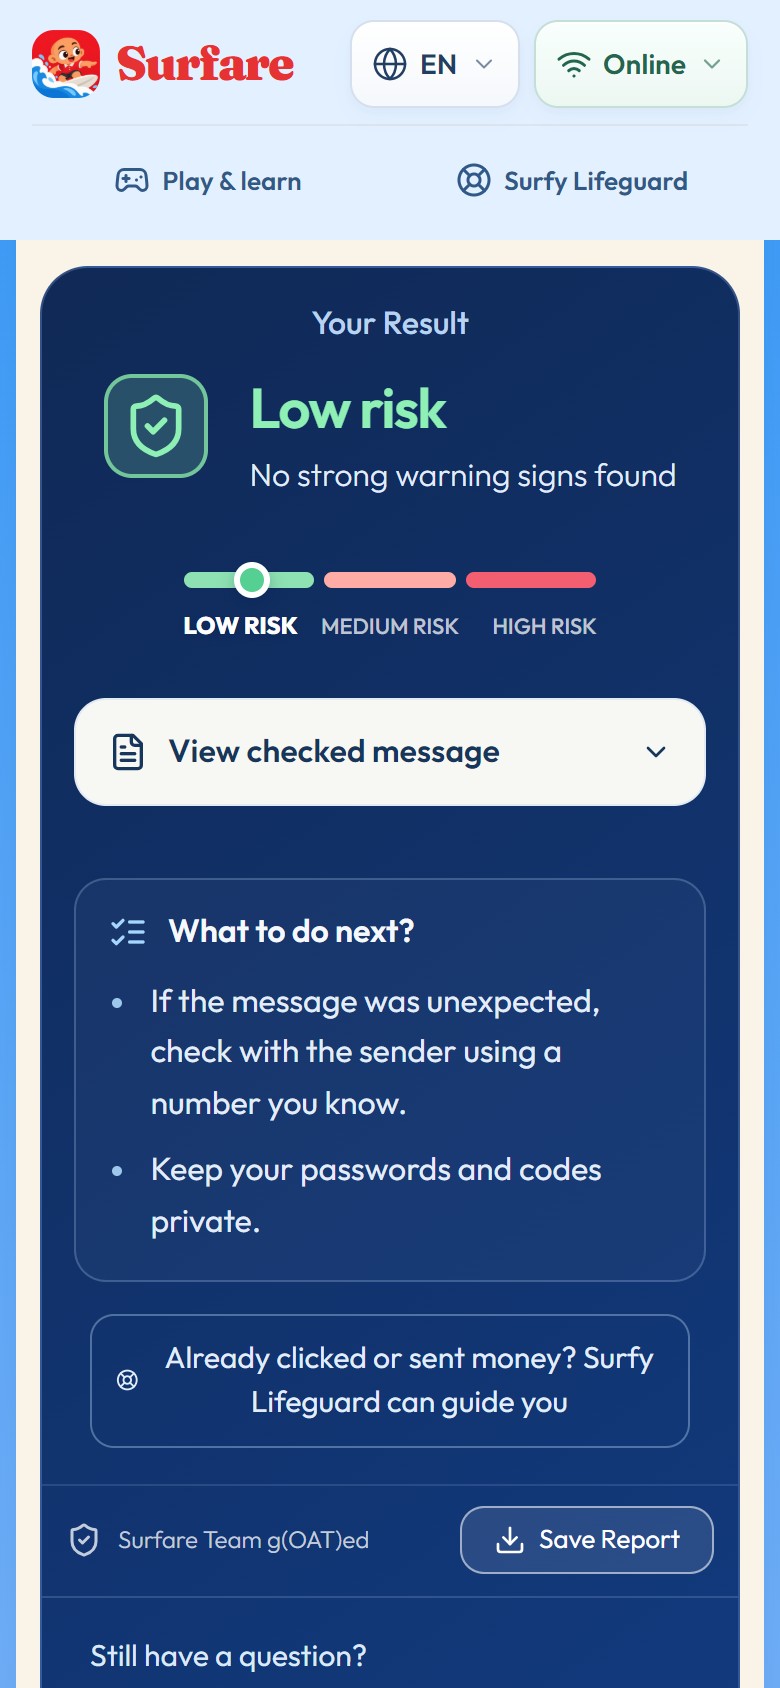 Surfare
EN
Online
Play & learn
Surfy Lifeguard
Your Result
Low risk
No strong warning signs found
LOW RISK
MEDIUM RISK
HIGH RISK
View checked message
What to do next?
If the message was unexpected,
check with the sender using a
number you know.
Keep your passwords and codes
private.
Already clicked or sent money? Surfy
Lifeguard can guide you
Surfare Team g(OAT)ed
Save Report
Still have a question?